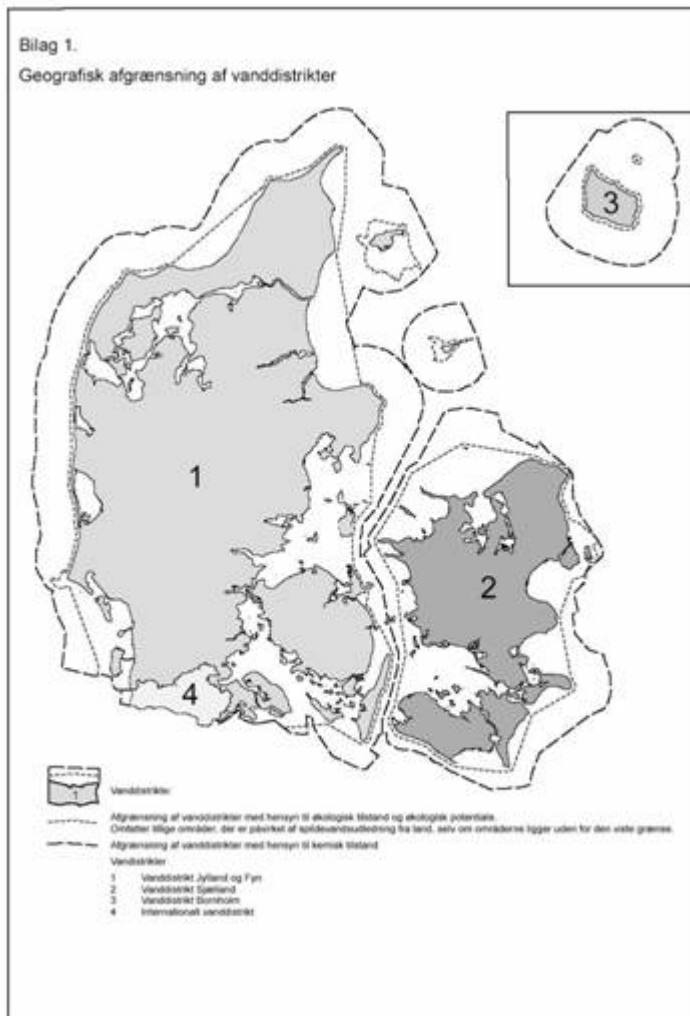 Bilag 1.
Geografisk afgrænsning af vanddistrikter
3
1
2
4
1
Vanddistrikter
Afgrænsning af vanddistrikter med hensyn til økologisk tilstand og økologisk potentiale.
Omfatter tillige områder, der er påvirket af spildevandsudledning fra land, selv om områderne ligger uden for den viste grænse.
Afgrænsning af vanddistrikter med hensyn til kemisk tilstand
Vandistrikter
1 Vanddistrikt Jylland og Fyn
2 Vanddistrikt Sjælland
3 Vanddistrikt Bornholm
4 Internationalt vanddistrikt